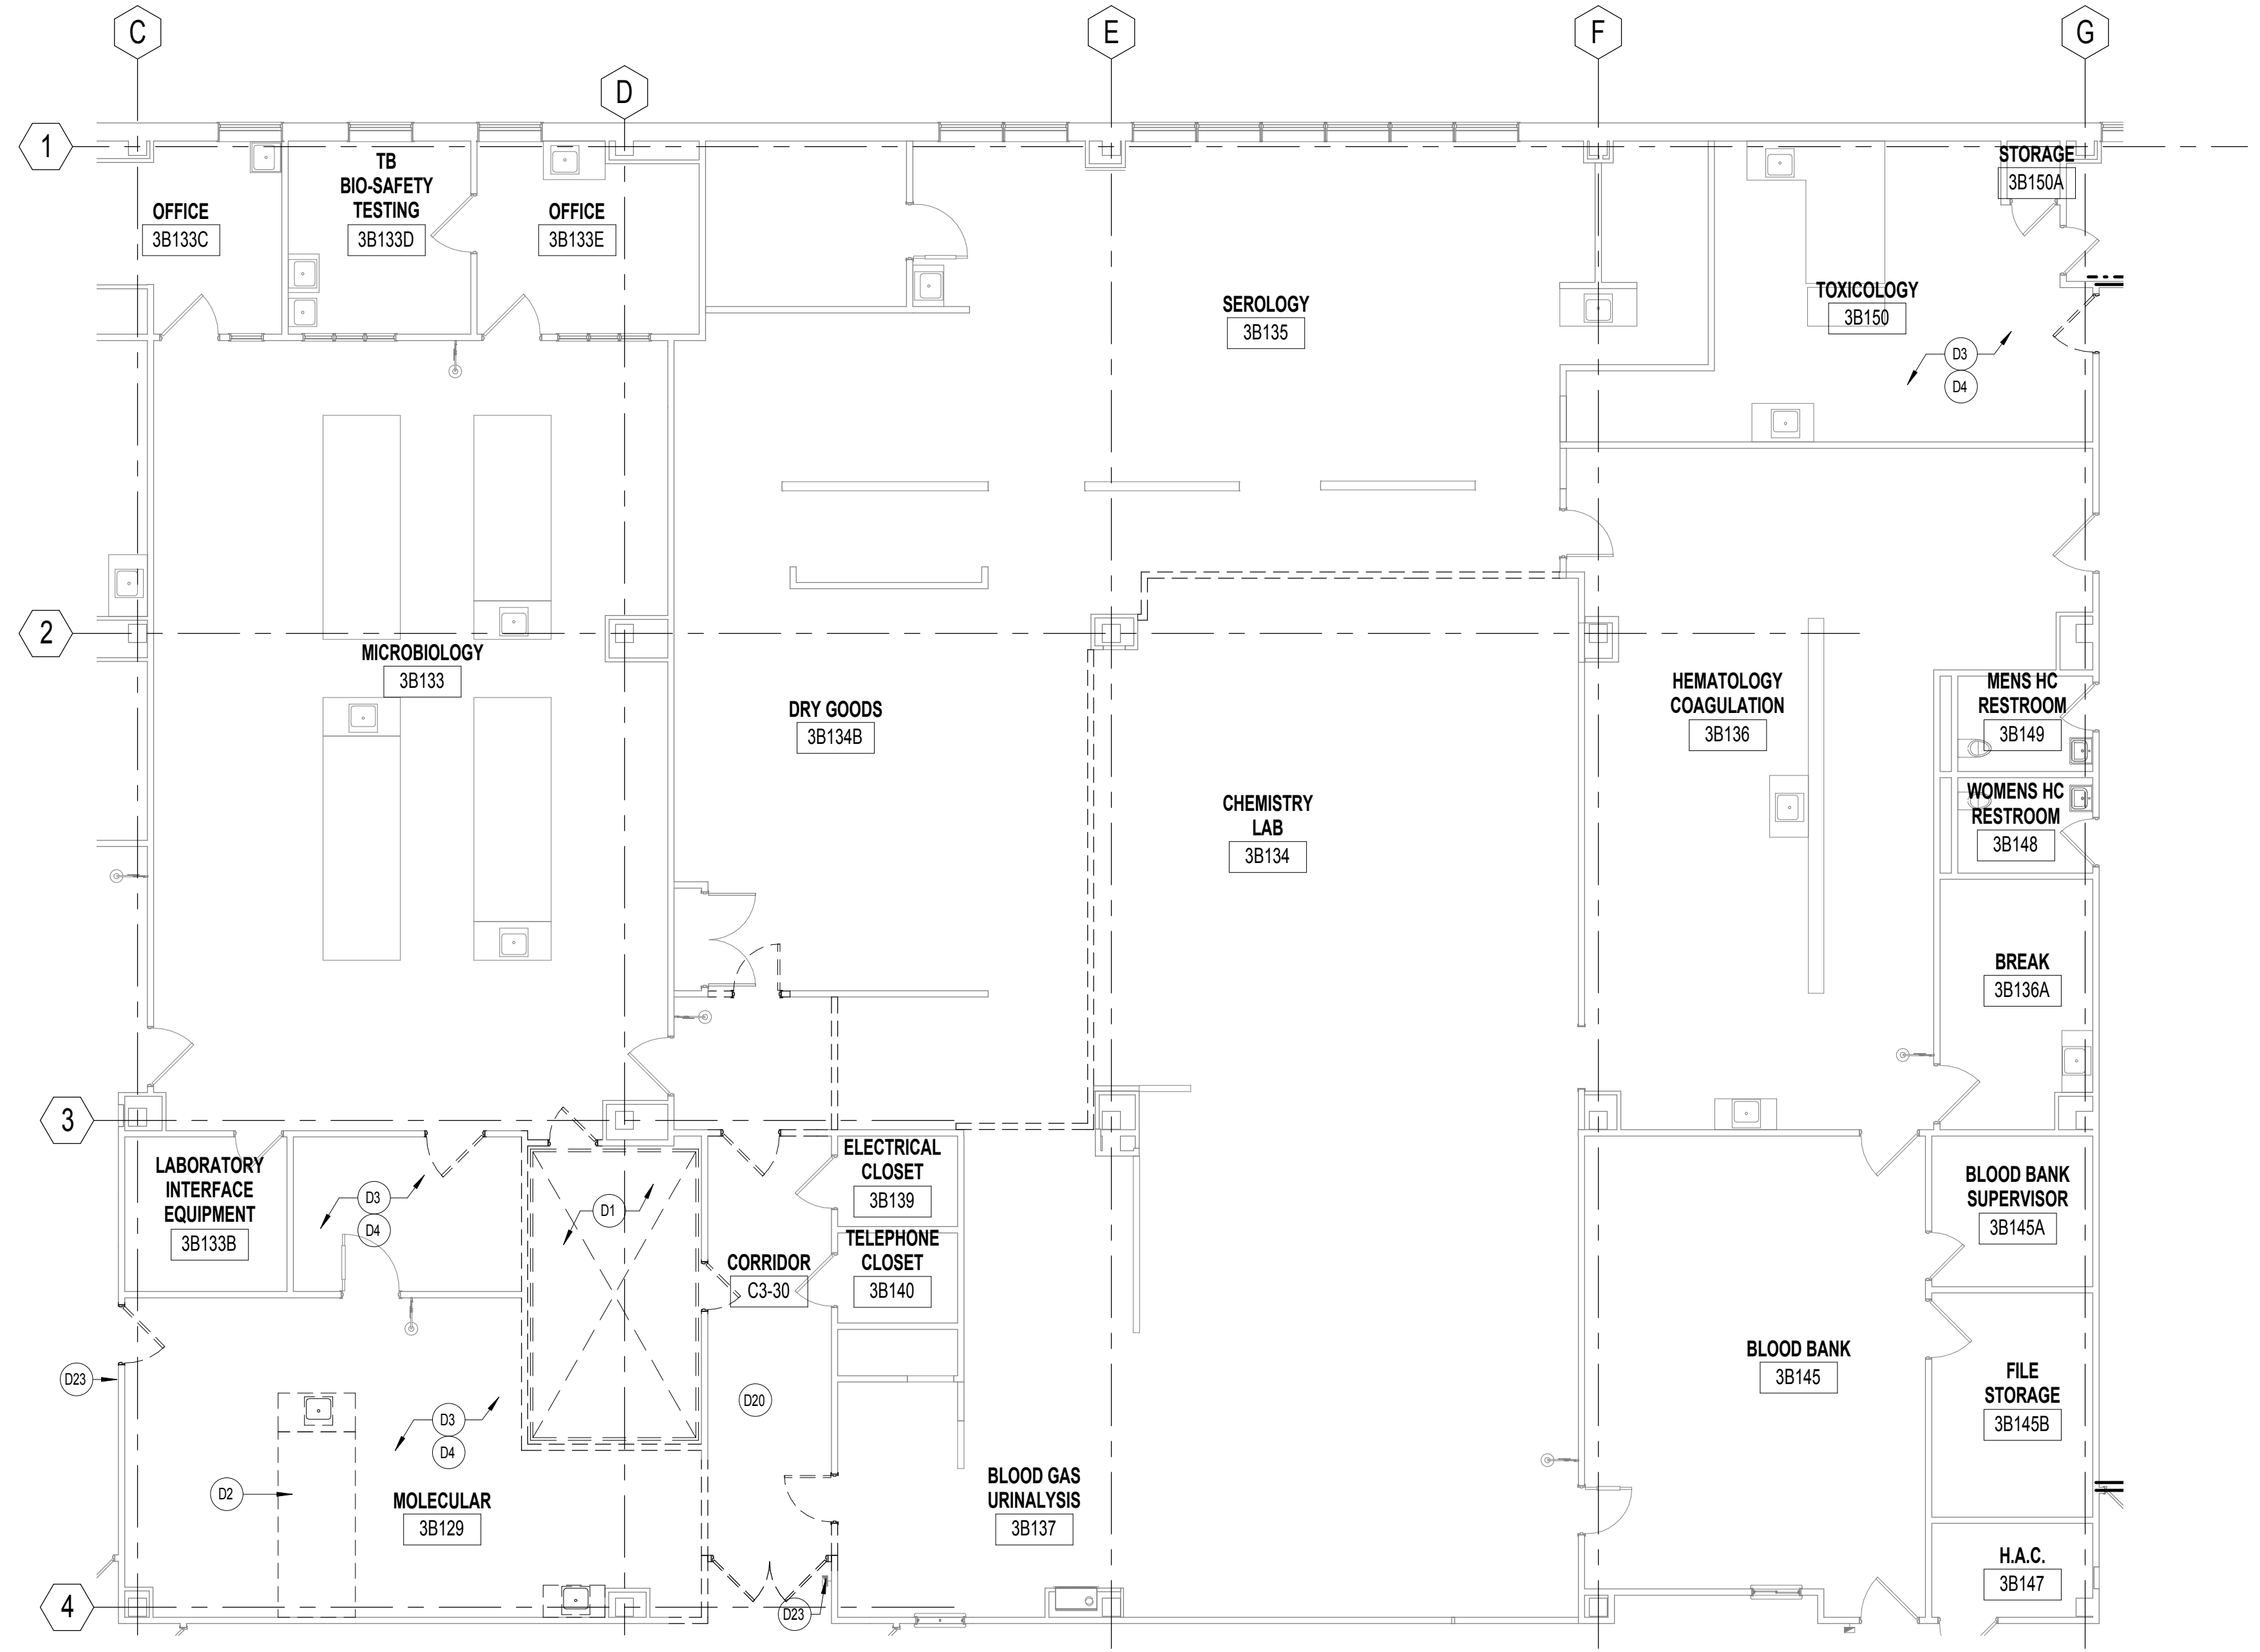 C
E
F
G
D
1
TB
BIO-SAFETY
TESTING
3B133D
OFFICE
3B133C
OFFICE
3B133E
STORAGE
3B150A
SEROLOGY
3B135
TOXICOLOGY
3B150
D3
D4
2
MICROBIOLOGY
3B133
DRY GOODS
3B134B
HEMATOLOGY
COAGULATION
3B136
MENS HC
RESTROOM
3B149
CHEMISTRY
LAB
3B134
WOMENS HC
RESTROOM
3B148
BREAK
3B136A
3
LABORATORY
INTERFACE
EQUIPMENT
3B133B
D3
D4
D1
ELECTRICAL
CLOSET
3B139
TELEPHONE
CLOSET
3B140
CORRIDOR
C3-30
BLOOD BANK
SUPERVISOR
3B145A
D23
D3
D4
D20
BLOOD BANK
3B145
FILE
STORAGE
3B145B
D2
MOLECULAR
3B129
BLOOD GAS
URINALYSIS
3B137
H.A.C.
3B147
4
D23